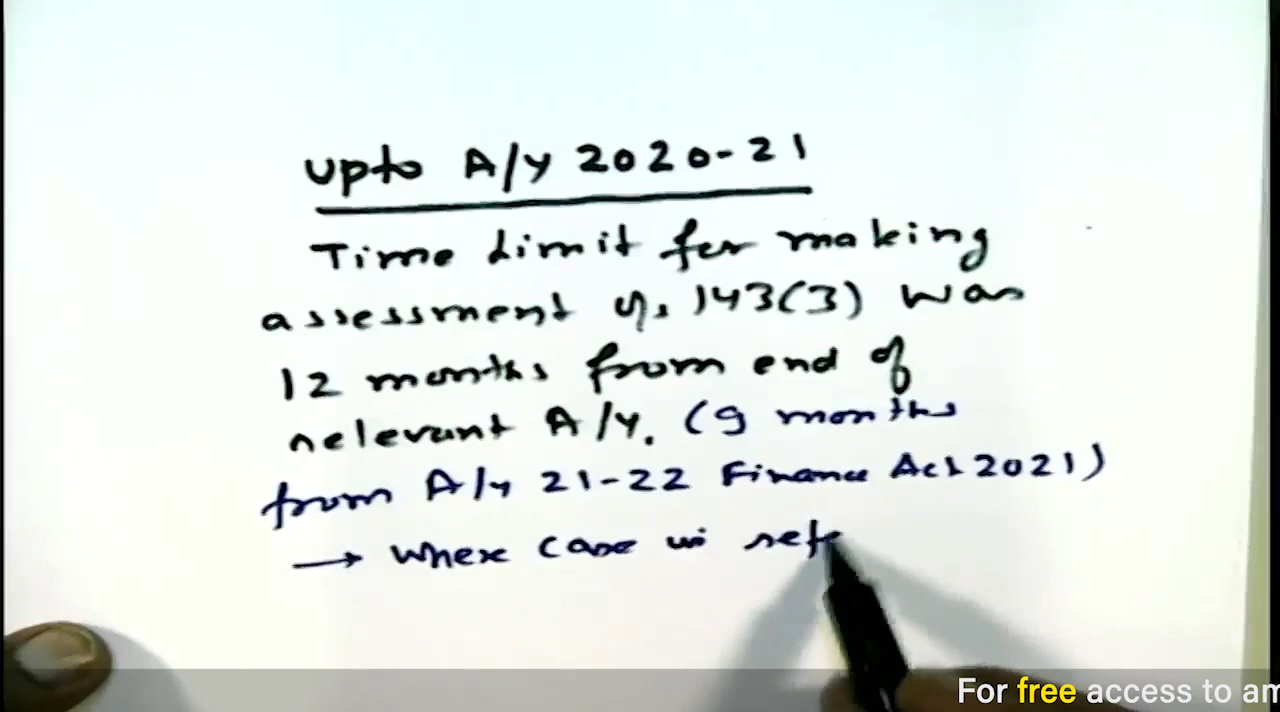 upto A/y 2020-21
Time Limit for making
assessment u/s 143(3) was
12 months from end of
relevant A/y. (9 months
from A/y 21-22 Finance Act 2021)
→ Where case is refe
For free access to am